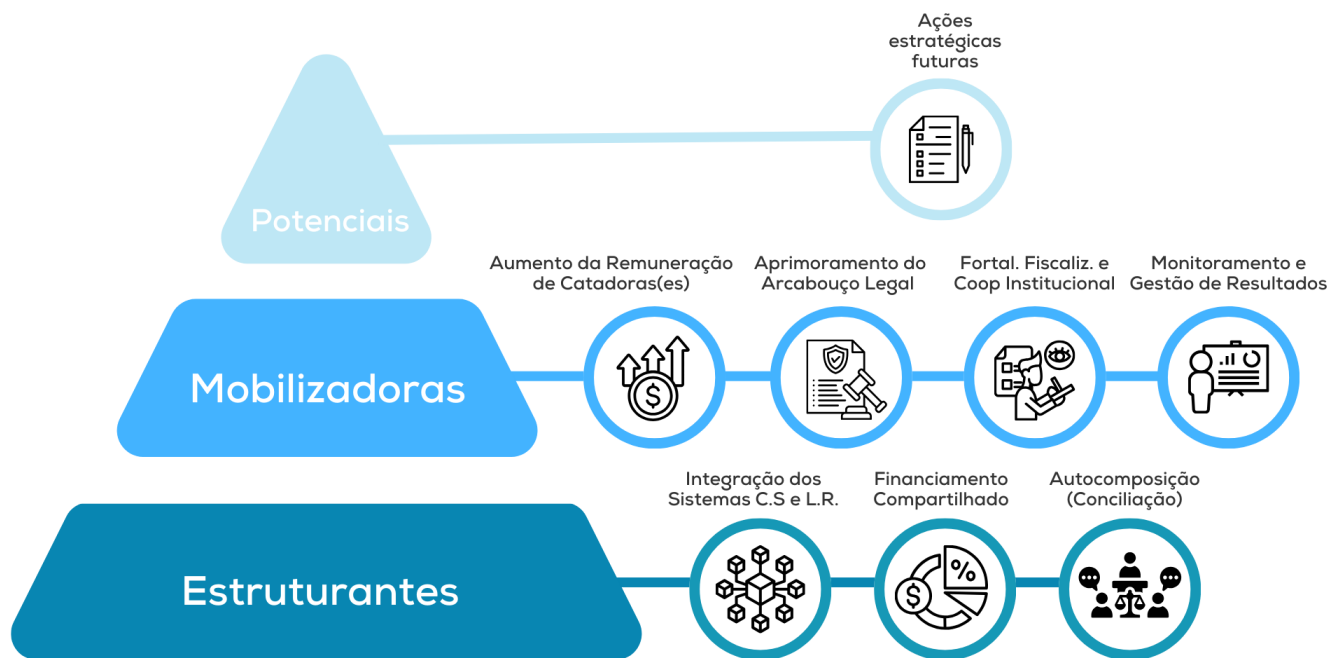 Ações
estratégicas
futuras
Potenciais
Aumento da Remuneração
de Catadoras(es)
Aprimoramento do
Arcabouço Legal
Fortal. Fiscaliz. e
Coop Institucional
Monitoramento e
Gestão de Resultados
$
Mobilizadoras
Integração dos
Sistemas C.S e L.R.
Financiamento
Compartilhado
Autocomposição
(Conciliação)
%
$
Estruturantes